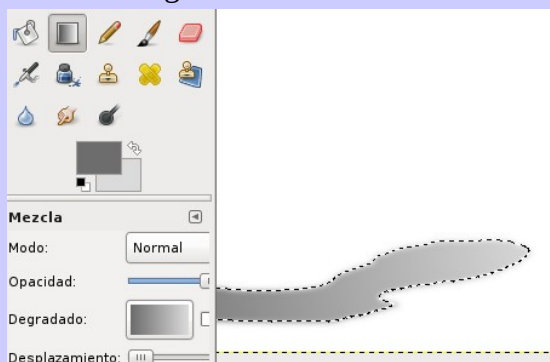 Mezcla
Modo:
Normal
Opacidad:
Degradado:
Desplazamiento: